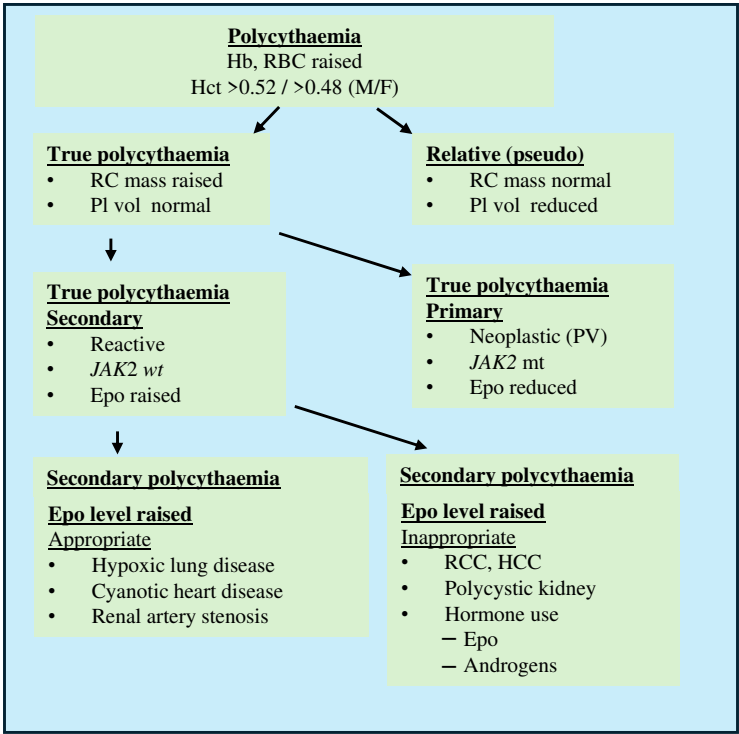 Polycythaemia
Hb, RBC raised
Hct >0.52 / >0.48 (M/F)
True polycythaemia
• RC mass raised
• Pl vol normal
Relative (pseudo)
• RC mass normal
• Pl vol reduced
True polycythaemia
Secondary
• Reactive
• JAK2 wt
• Epo raised
True polycythaemia
Primary
• Neoplastic (PV)
• JAK2 mt
• Epo reduced
Secondary polycythaemia
Epo level raised
Appropriate
• Hypoxic lung disease
• Cyanotic heart disease
• Renal artery stenosis
Secondary polycythaemia
Epo level raised
Inappropriate
• RCC, HCC
• Polycystic kidney
• Hormone use
– Epo
– Androgens